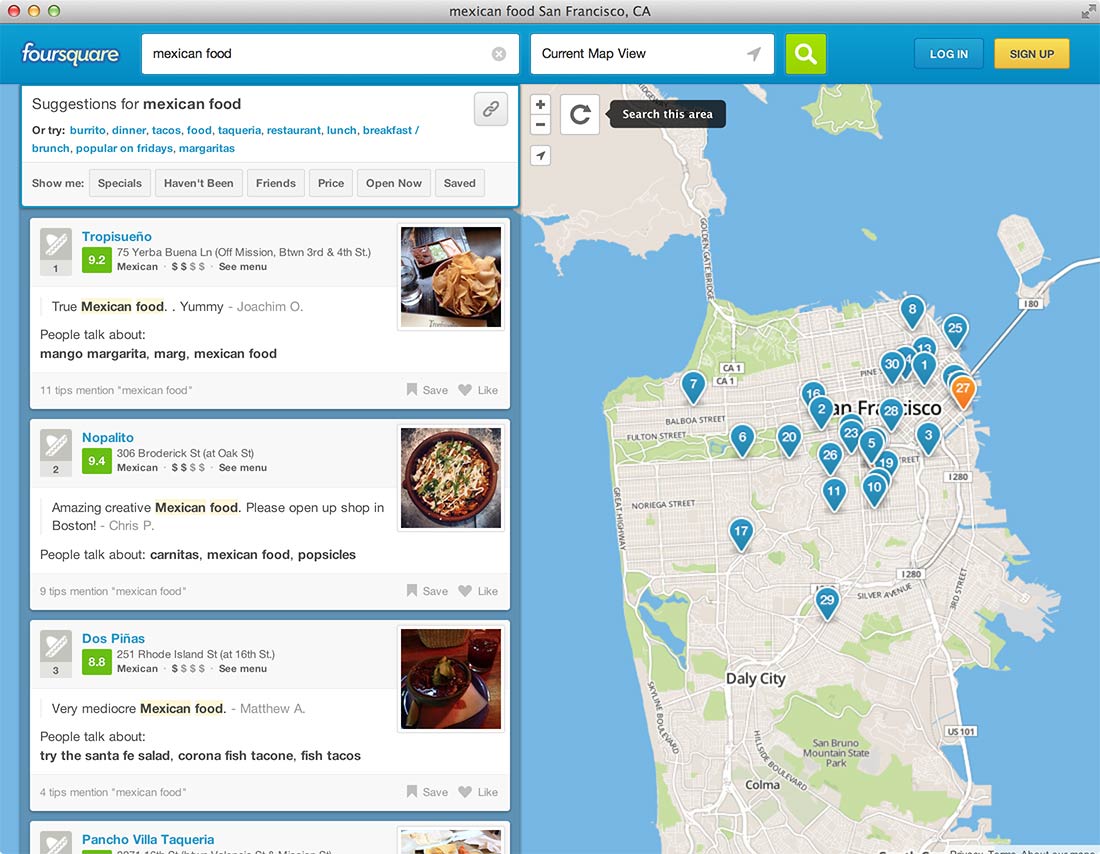 mexican food San Francisco, CA
foursquare
mexican food
Current Map View
LOG IN
SIGN UP
Suggestions for mexican food
Or try: burrito, dinner, tacos, food, taqueria, restaurant, lunch, breakfast /
brunch, popular on fridays, margaritas
Show me: Specials Haven't Been Friends Price Open Now Saved
1
Tropisueño
9.2
75 Yerba Buena Ln (Off Mission, Btwn 3rd & 4th St.)
Mexican · $ $ $ $ · See menu
True Mexican food. . Yummy - Joachim O.
People talk about:
mango margarita, marg, mexican food
11 tips mention "mexican food"
Save Like
2
Nopalito
9.4
306 Broderick St (at Oak St)
Mexican · $ $ $ $ · See menu
Amazing creative Mexican food. Please open up shop in
Boston! - Chris P.
People talk about: carnitas, mexican food, popsicles
9 tips mention "mexican food"
Save Like
3
Dos Piñas
8.8
251 Rhode Island St (at 16th St.)
Mexican · $ $ $ $ · See menu
Very mediocre Mexican food. - Matthew A.
People talk about:
try the santa fe salad, corona fish tacone, fish tacos
4 tips mention "mexican food"
Save Like
Pancho Villa Taqueria
+
Search this area
−
GOLDEN GATE BRIDGE
180
8
25
13
30
1
CA 1
CA 1
7
27
16
2
San Francisco
28
BALBOA STREET
FULTON STREET
6
20
23
5
3
26
19
1280
11
10
GREAT HIGHWAY
NORIEGA STREET
17
1280
3RD STREET
SILVER AVENUE
29
Daly City
SKYLINE BOULEVARD
HILLSIDE BOULEVARD
US 101
San Bruno
Mountain
State
Park
Colma